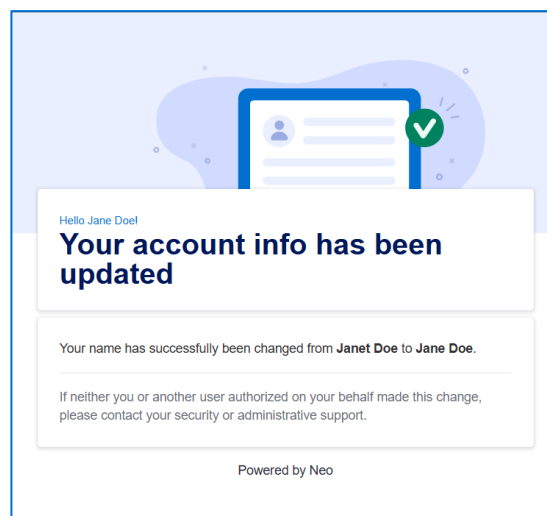 Hello Jane Doe!
Your account info has been
updated
Your name has successfully been changed from Janet Doe to Jane Doe.
If neither you or another user authorized on your behalf made this change,
please contact your security or administrative support.
Powered by Neo